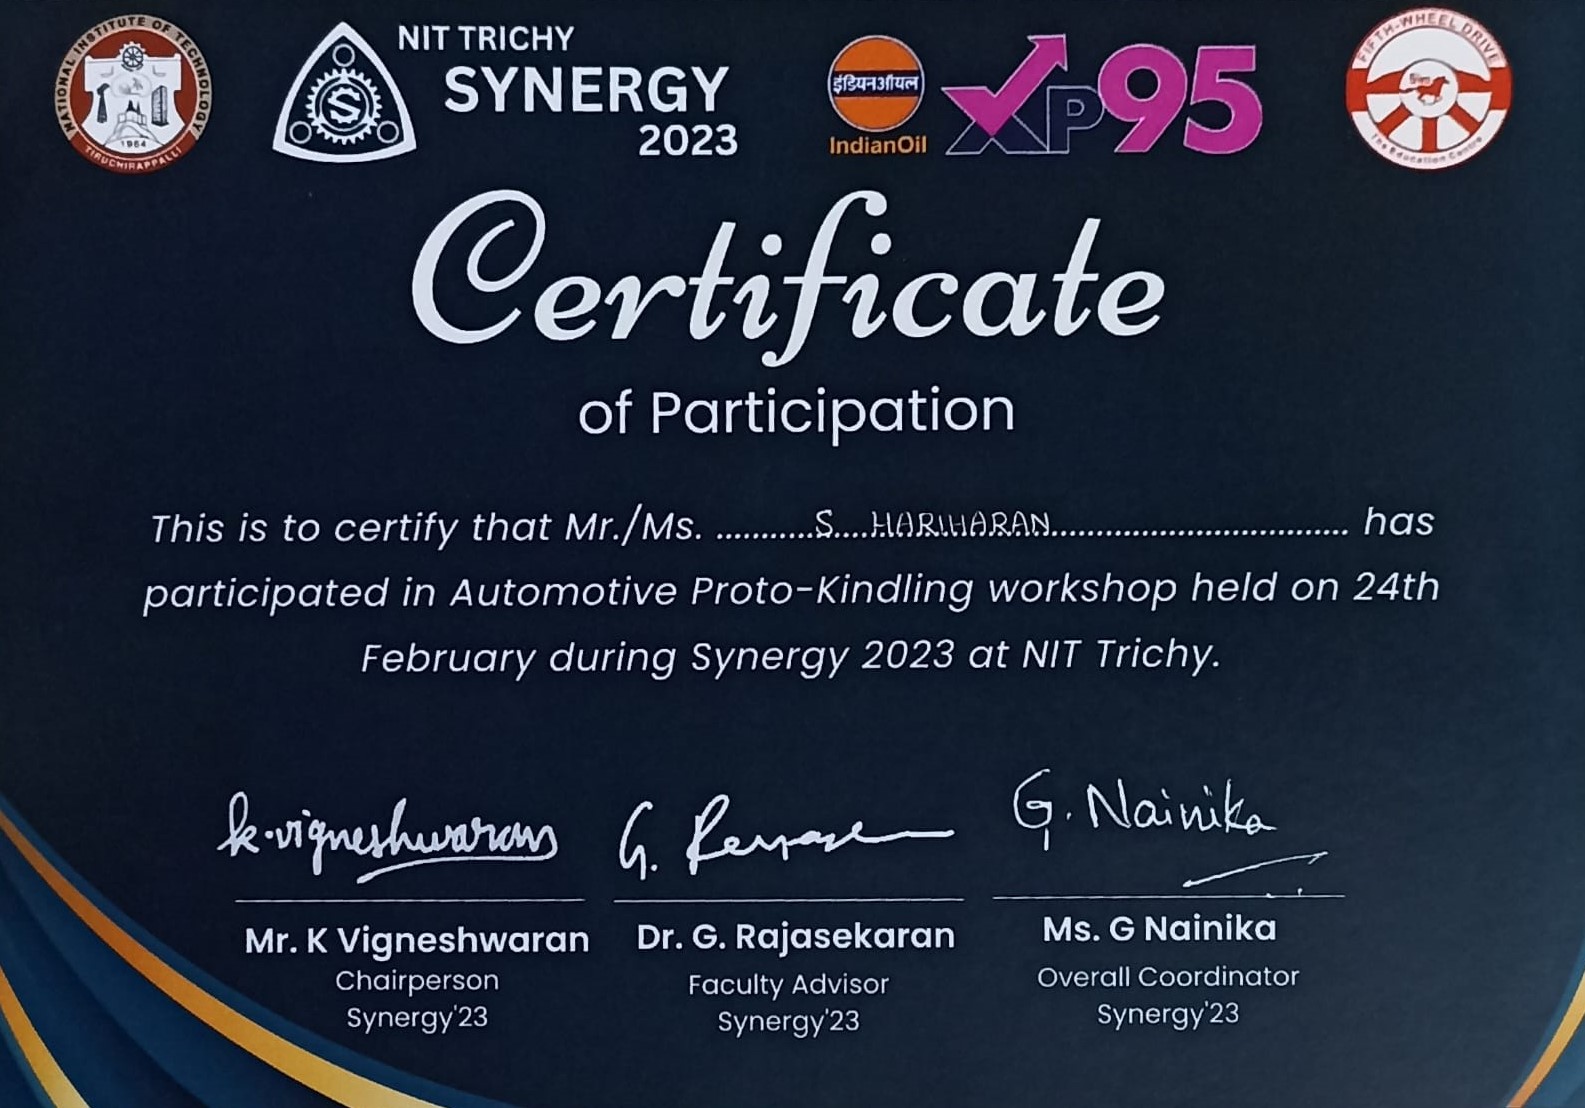 NATIONAL INSTITUTE OF TECHNOLOGY
1964
TIRUCHIRAPPALLI
NIT TRICHY
SYNERGY
2023
S
इंडियनऑयल
IndianOil
XP95
FIFTH-WHEEL DRIVE
The Education Centre
Certificate
of Participation
This is to certify that Mr./Ms. ..........S....HARIHARAN................................ has
participated in Automotive Proto-Kindling workshop held on 24th
February during Synergy 2023 at NIT Trichy.
k.vigneshwaran
G.
G. Nainika
Mr. K Vigneshwaran
Chairperson
Synergy'23
Dr. G. Rajasekaran
Faculty Advisor
Synergy'23
Ms. G Nainika
Overall Coordinator
Synergy'23